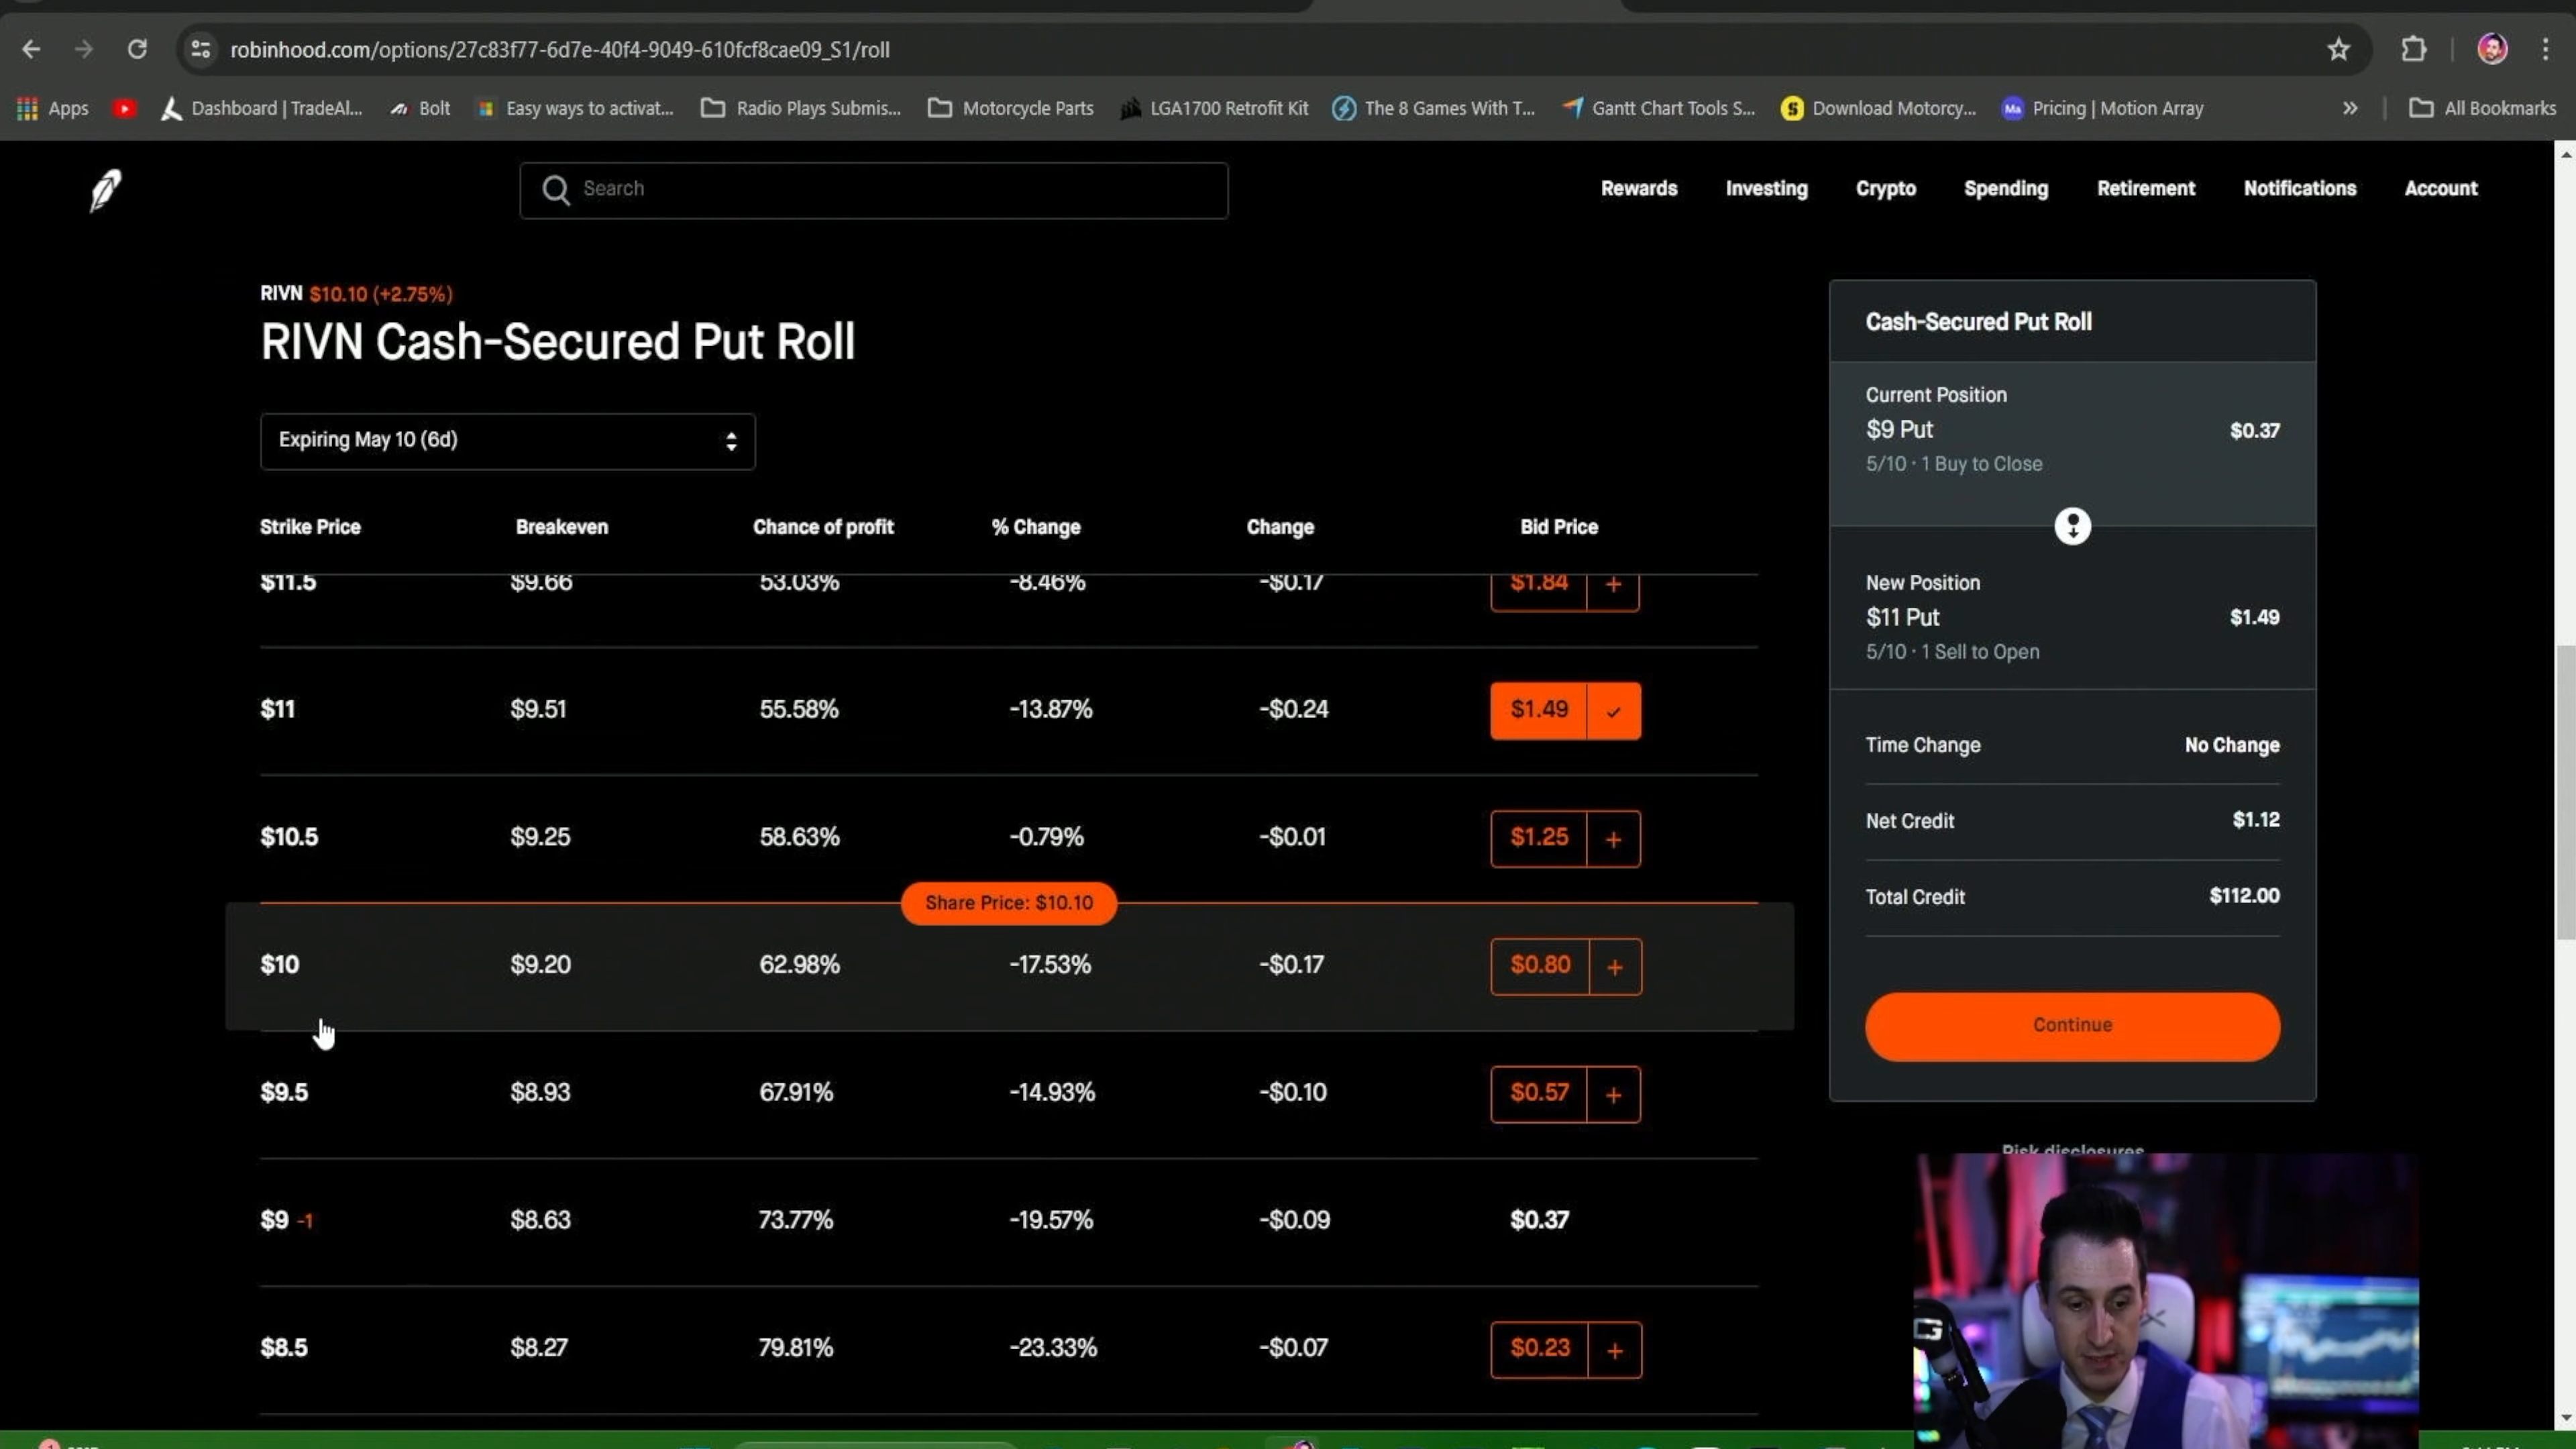 robinhood.com/options/27c83f77-6d7e-40f4-9049-610fcf8cae09_S1/roll
Apps Dashboard | TradeAl... Bolt Easy ways to activat... Radio Plays Submis... Motorcycle Parts LGA1700 Retrofit Kit The 8 Games With T... Gantt Chart Tools S... Download Motorcy... Ma Pricing | Motion Array » All Bookmarks
Search Rewards Investing Crypto Spending Retirement Notifications Account
RIVN $10.10 (+2.75%)
RIVN Cash-Secured Put Roll
Expiring May 10 (6d)
Strike Price Breakeven Chance of profit % Change Change Bid Price
$11.5 $9.66 53.03% -8.46% -$0.17 $1.84 +
$11 $9.51 55.58% -13.87% -$0.24 $1.49
$10.5 $9.25 58.63% -0.79% -$0.01 $1.25 +
Share Price: $10.10
$10 $9.20 62.98% -17.53% -$0.17 $0.80 +
$9.5 $8.93 67.91% -14.93% -$0.10 $0.57 +
$9 -1 $8.63 73.77% -19.57% -$0.09 $0.37
$8.5 $8.27 79.81% -23.33% -$0.07 $0.23 +
Cash-Secured Put Roll
Current Position
$9 Put $0.37
5/10 · 1 Buy to Close
New Position
$11 Put $1.49
5/10 · 1 Sell to Open
Time Change No Change
Net Credit $1.12
Total Credit $112.00
Continue
Risk disclosures